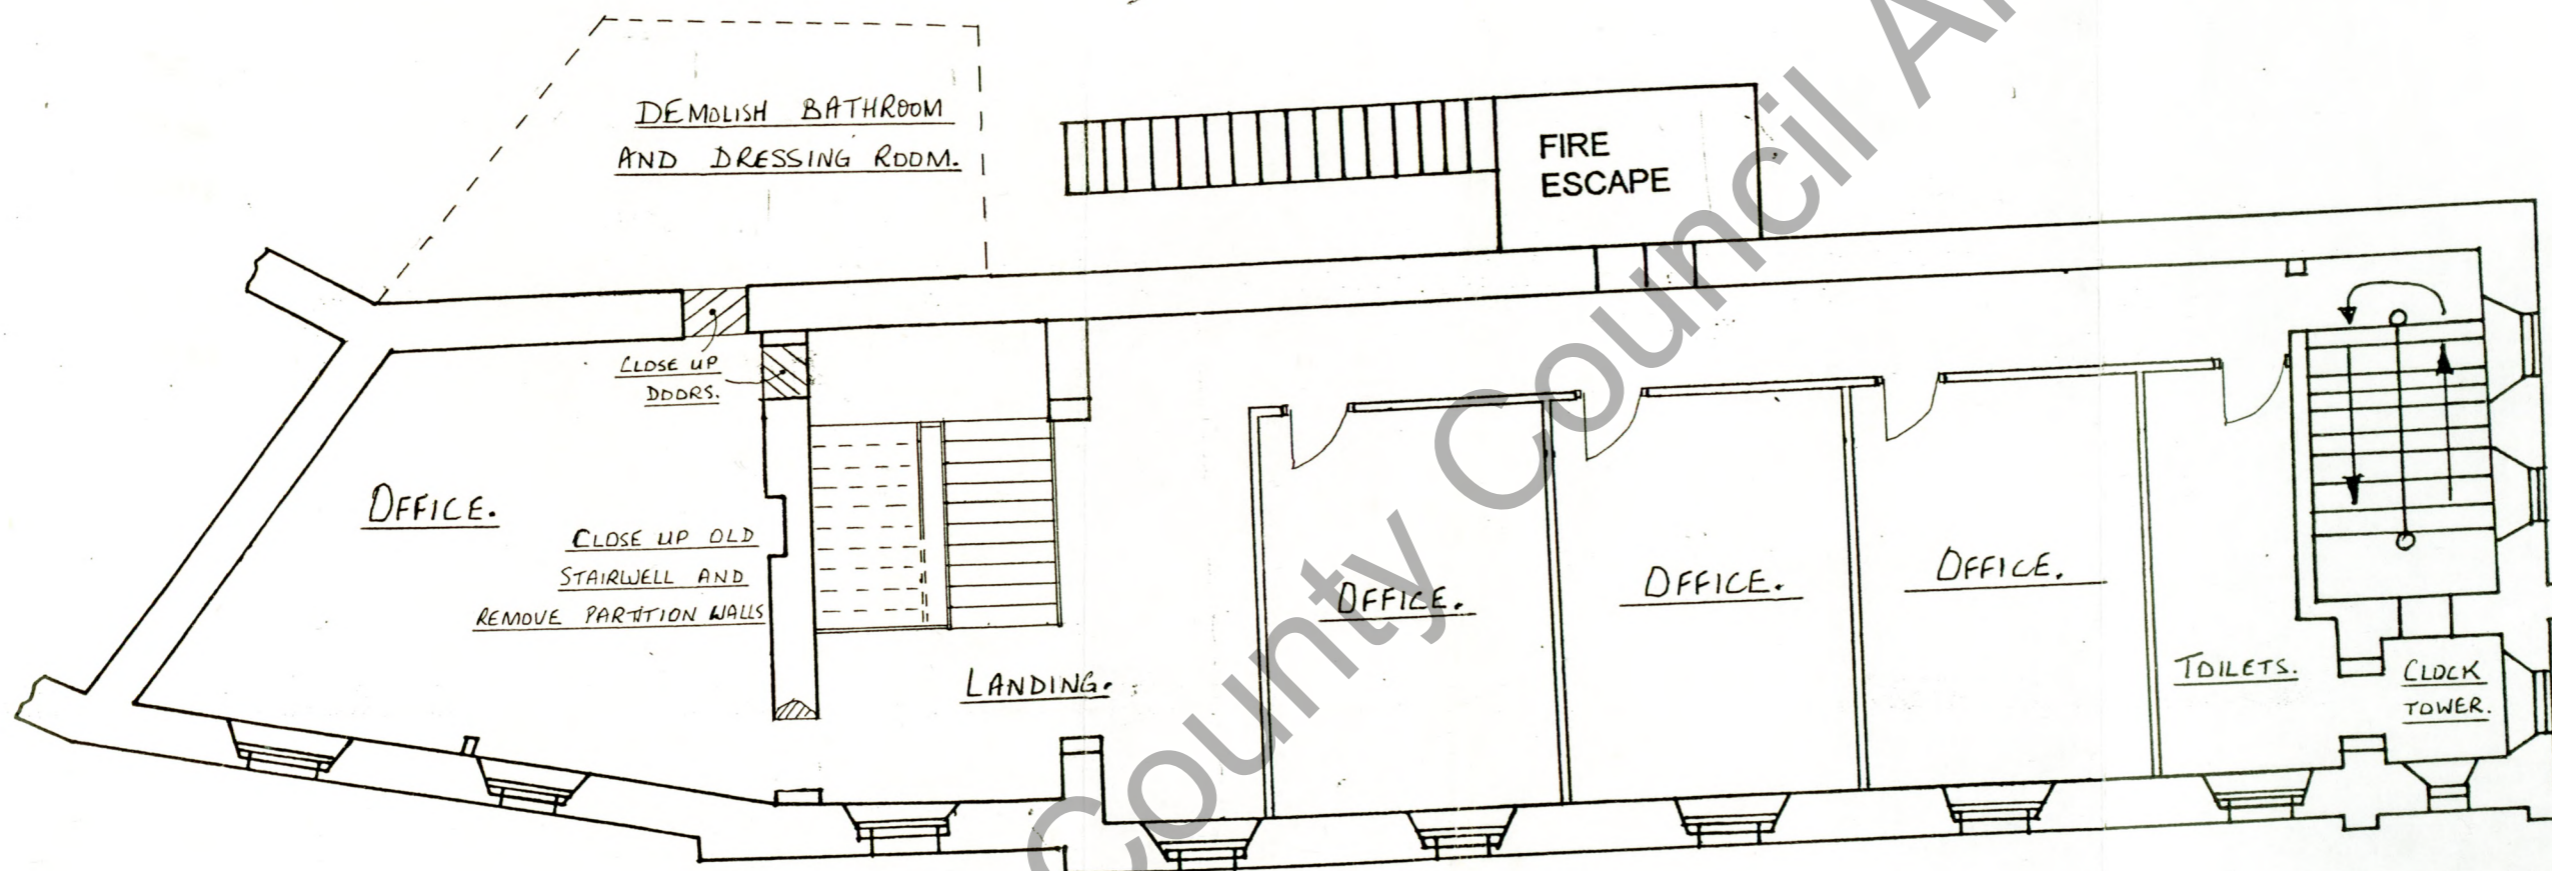 DEMOLISH BATHROOM
AND DRESSING ROOM.
FIRE
ESCAPE
CLOSE UP
DOORS.
OFFICE.
CLOSE UP OLD
STAIRWELL AND
REMOVE PARTITION WALLS
LANDING.
OFFICE.
OFFICE.
OFFICE.
TOILETS.
CLOCK
TOWER.
County Council